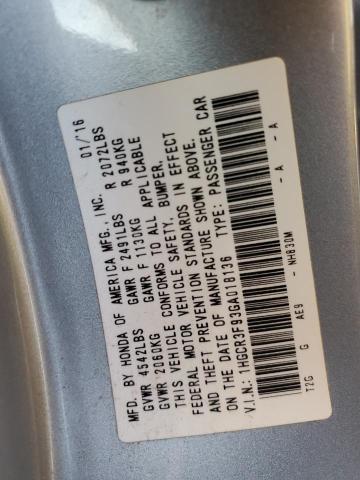 MFD. BY HONDA OF AMERICA MFG., INC. 01/'16
GVWR 4542LBS GAWR F 2491LBS R 2072LBS
GVWR 2060KG GAWR F 1130KG R 940KG
THIS VEHICLE CONFORMS TO ALL APPLICABLE
FEDERAL MOTOR VEHICLE SAFETY, BUMPER,
AND THEFT PREVENTION STANDARDS IN EFFECT
ON THE DATE OF MANUFACTURE SHOWN ABOVE.
V.I.N.: 1HGCR3F93GA018136 TYPE: PASSENGER CAR
T2G G AE9 - NH830M - A - A